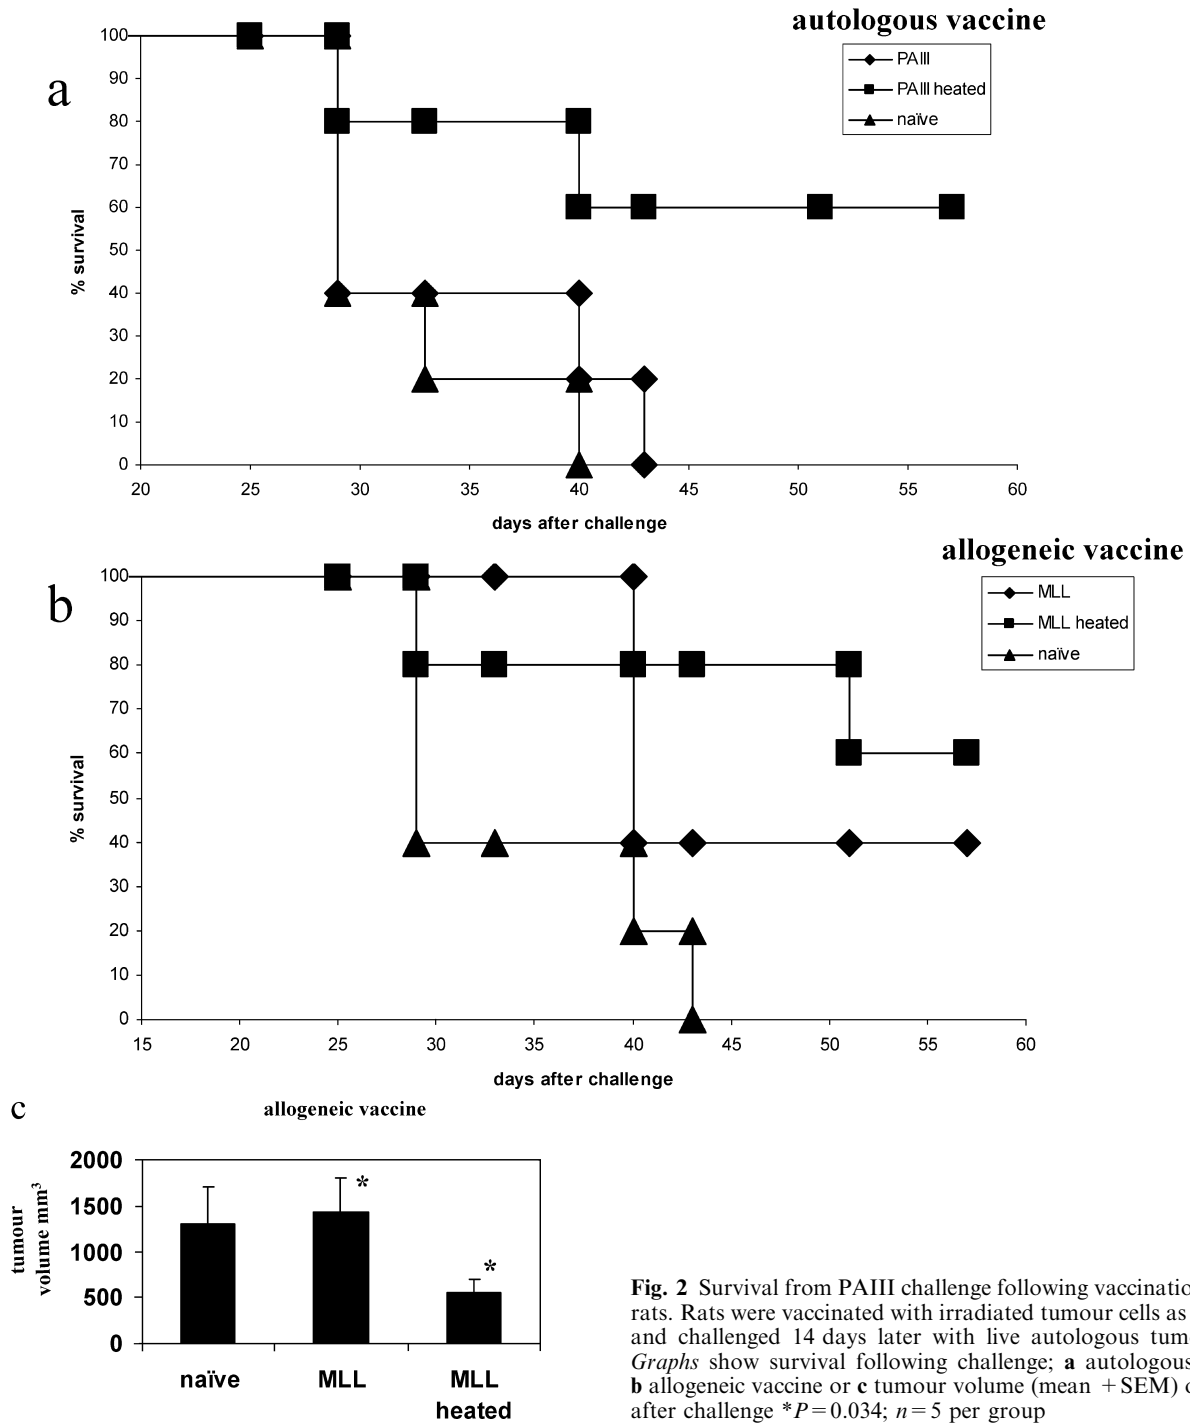 autologous vaccine
a
PAIII
PAIII heated
naïve
100
90
80
70
60
50
40
30
20
10
0
% survival
20 25 30 35 40 45 50 55 60
days after challenge
allogeneic vaccine
b
MLL
MLL heated
naïve
100
90
80
70
60
50
40
30
20
10
0
% survival
15 20 25 30 35 40 45 50 55 60
days after challenge
c
allogeneic vaccine
2000
1500
1000
500
0
tumour
volume mm³
*
*
naïve MLL MLL
heated
Fig. 2 Survival from PAIII challenge following vaccinatio
rats. Rats were vaccinated with irradiated tumour cells as
and challenged 14 days later with live autologous tum
Graphs show survival following challenge; a autologous
b allogeneic vaccine or c tumour volume (mean +SEM)
after challenge *P=0.034; n=5 per group